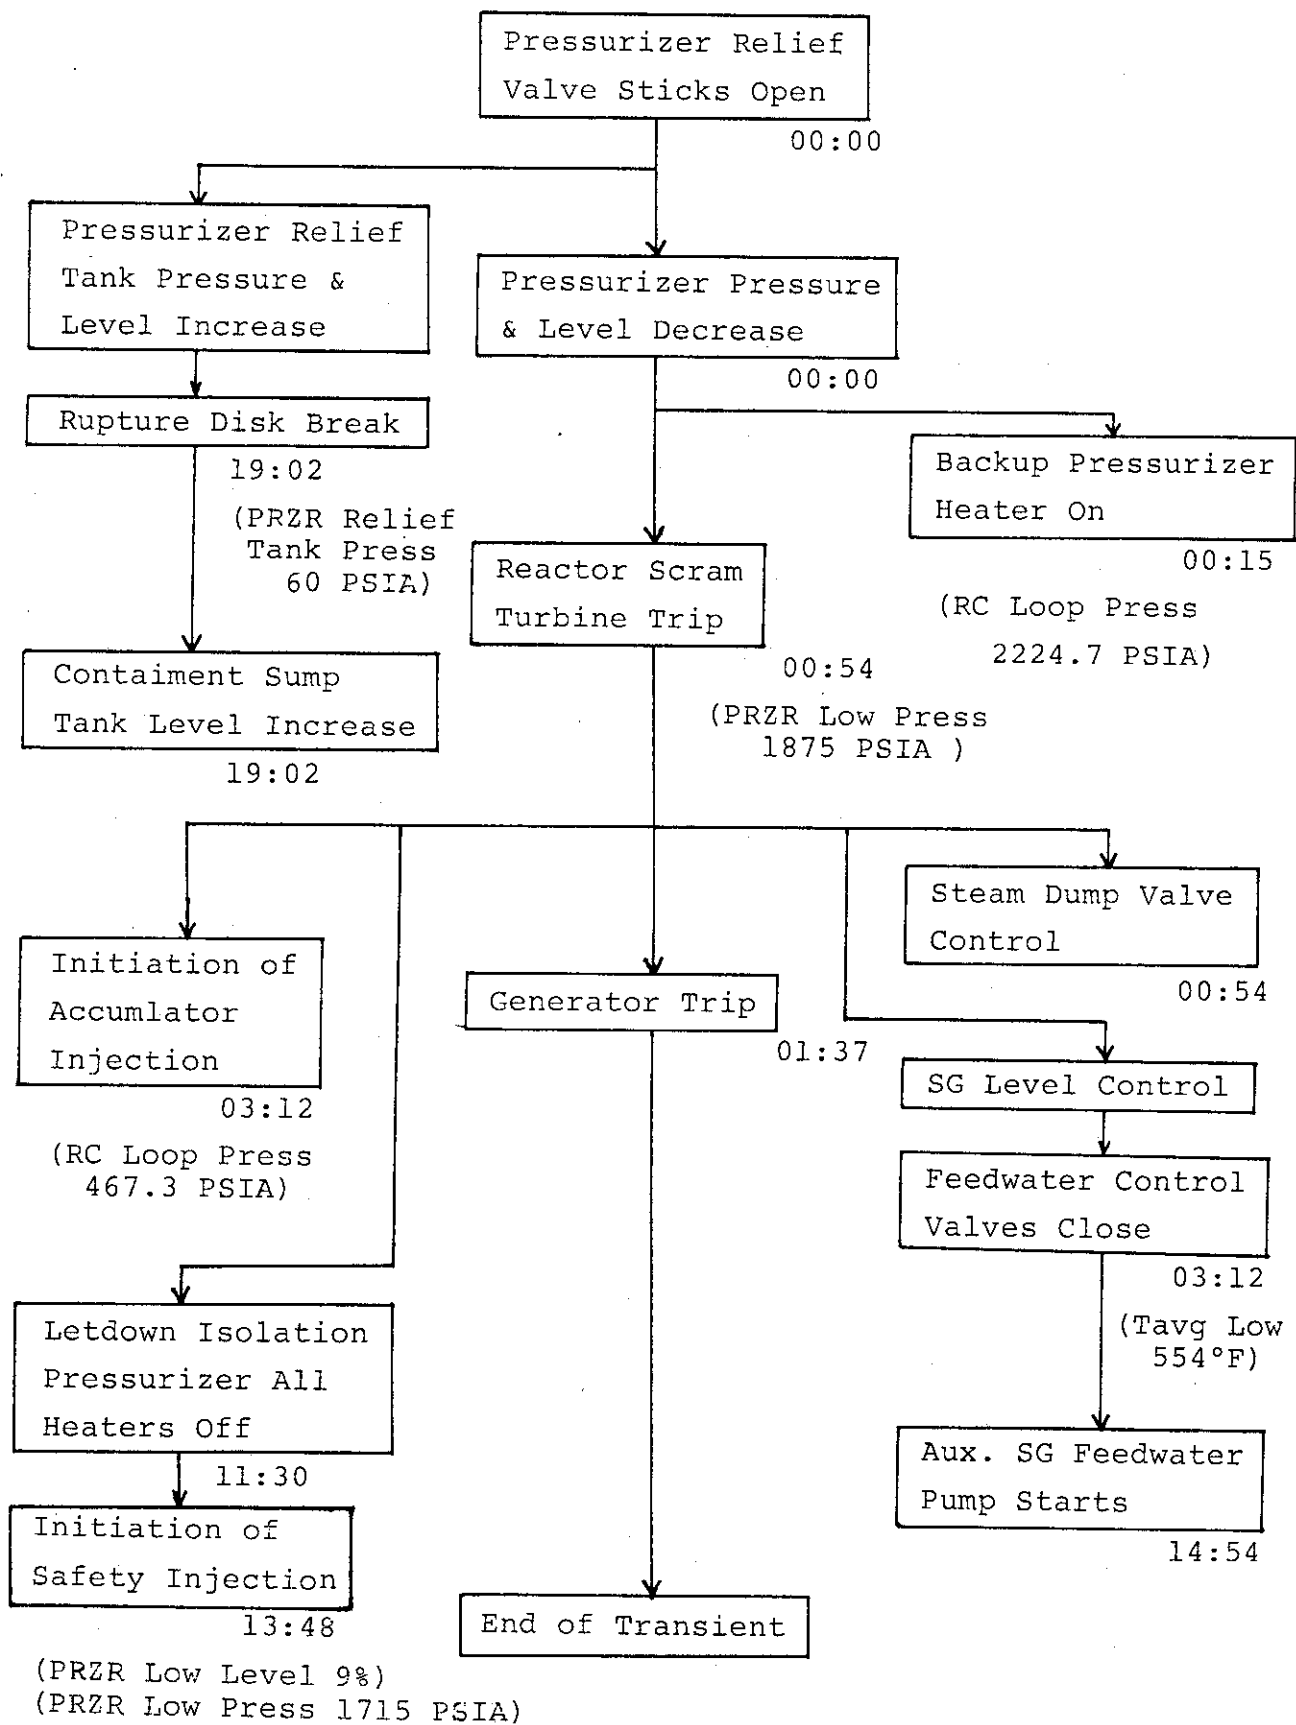 Pressurizer Relief
Valve Sticks Open
00:00
Pressurizer Relief
Tank Pressure &
Level Increase
Pressurizer Pressure
& Level Decrease
00:00
Rupture Disk Break
19:02
(PRZR Relief
Tank Press
60 PSIA)
Backup Pressurizer
Heater On
00:15
(RC Loop Press
2224.7 PSIA)
Reactor Scram
Turbine Trip
00:54
(PRZR Low Press
1875 PSIA )
Contaiment Sump
Tank Level Increase
19:02
Steam Dump Valve
Control
00:54
Initiation of
Accumlator
Injection
03:12
(RC Loop Press
467.3 PSIA)
Generator Trip
01:37
SG Level Control
Feedwater Control
Valves Close
03:12
(Tavg Low
554°F)
Letdown Isolation
Pressurizer All
Heaters Off
11:30
Aux. SG Feedwater
Pump Starts
14:54
Initiation of
Safety Injection
13:48
(PRZR Low Level 9%)
(PRZR Low Press 1715 PSIA)
End of Transient